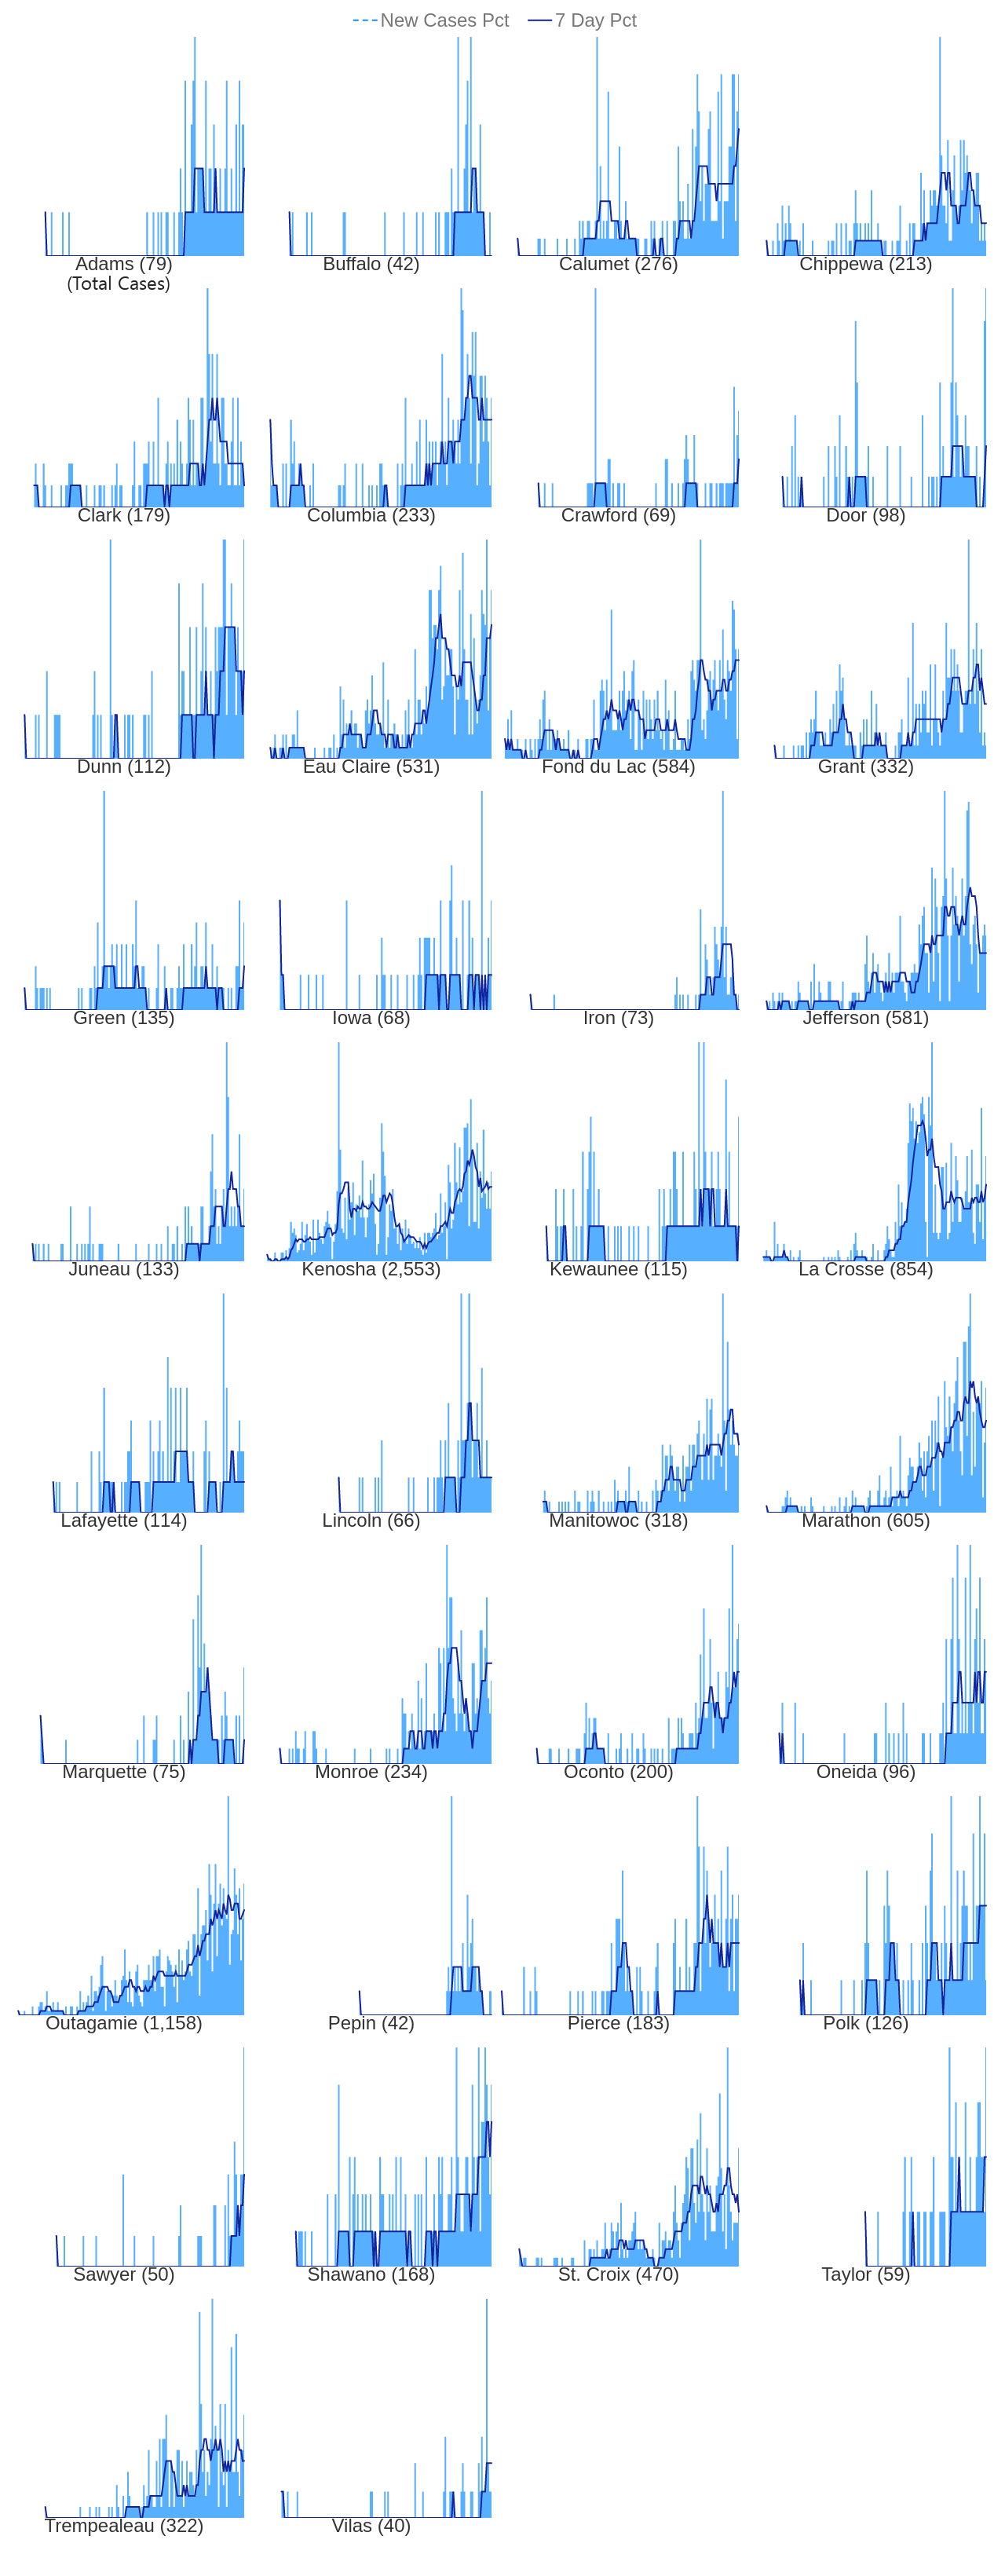 New Cases Pct 7 Day Pct
Adams (79) Buffalo (42) Calumet (276) Chippewa (213)
(Total Cases)
Clark (179) Columbia (233) Crawford (69) Door (98)
Dunn (112) Eau Claire (531) Fond du Lac (584) Grant (332)
Green (135) Iowa (68) Iron (73) Jefferson (581)
Juneau (133) Kenosha (2,553) Kewaunee (115) La Crosse (854)
Lafayette (114) Lincoln (66) Manitowoc (318) Marathon (605)
Marquette (75) Monroe (234) Oconto (200) Oneida (96)
Outagamie (1,158) Pepin (42) Pierce (183) Polk (126)
Sawyer (50) Shawano (168) St. Croix (470) Taylor (59)
Trempealeau (322) Vilas (40)